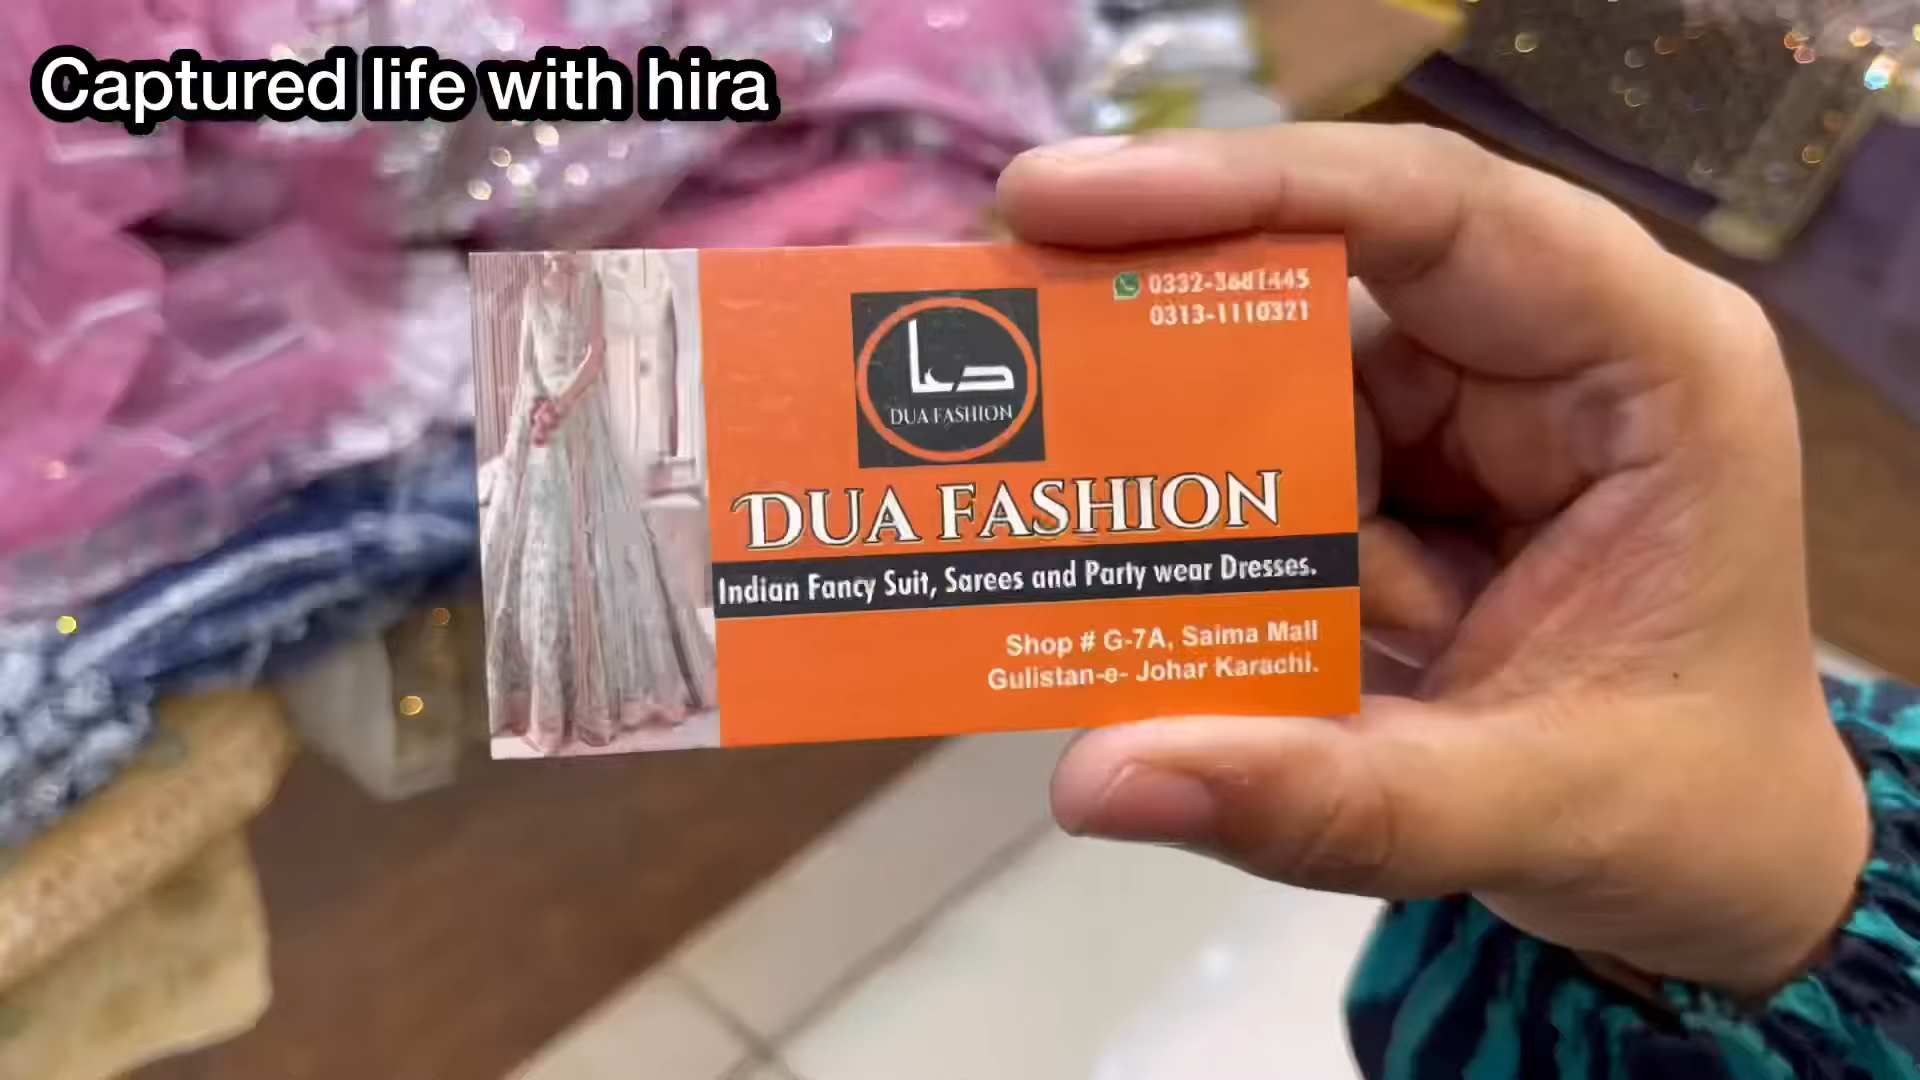 Captured life with hira
0313-1110321
دعا
DUA FASHION
DUA FASHION
Indian Fancy Suit, Sarees and Party wear Dresses.
Shop # G-7A, Saima Mall
Gulistan-e- Johar Karachi.